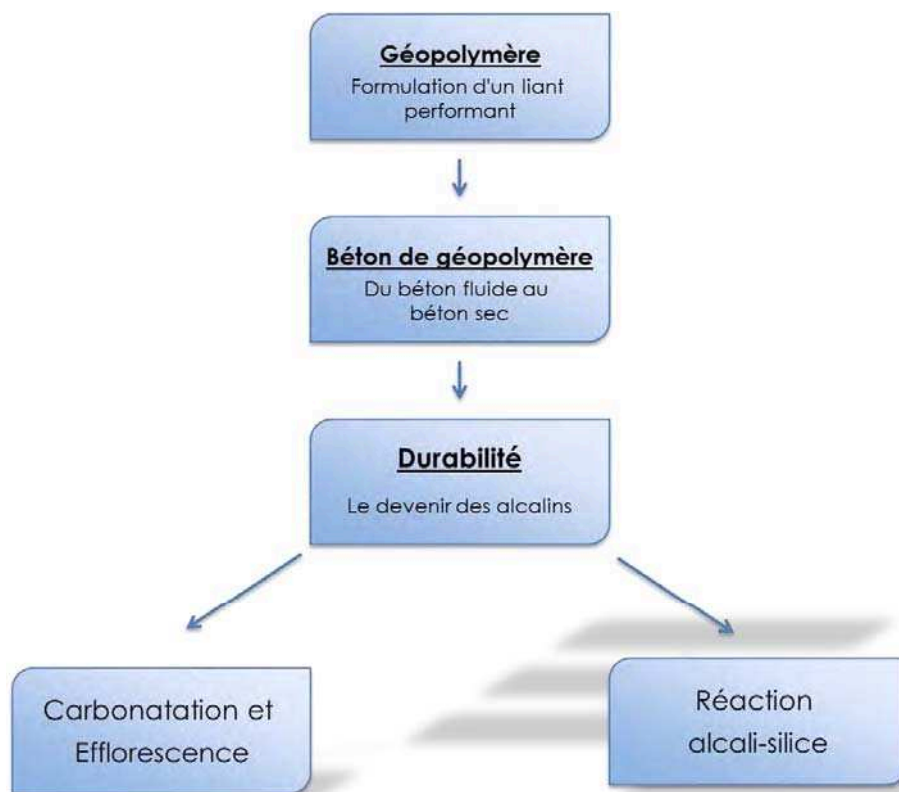 Géopolymère
Formulation d'un liant
performant
Béton de géopolymère
Du béton fluide au
béton sec
Durabilité
Le devenir des alcalins
Carbonatation et
Efflorescence
Réaction
alcali-silice